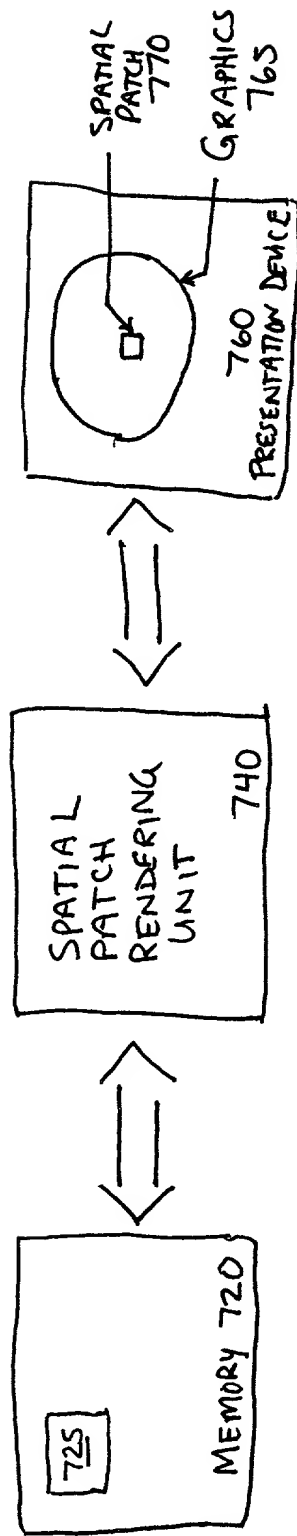 725
MEMORY 720
SPATIAL
PATCH
RENDERING
UNIT
740
SPATIAL
PATCH
770
GRAPHICS
765
760
PRESENTATION DEVICE